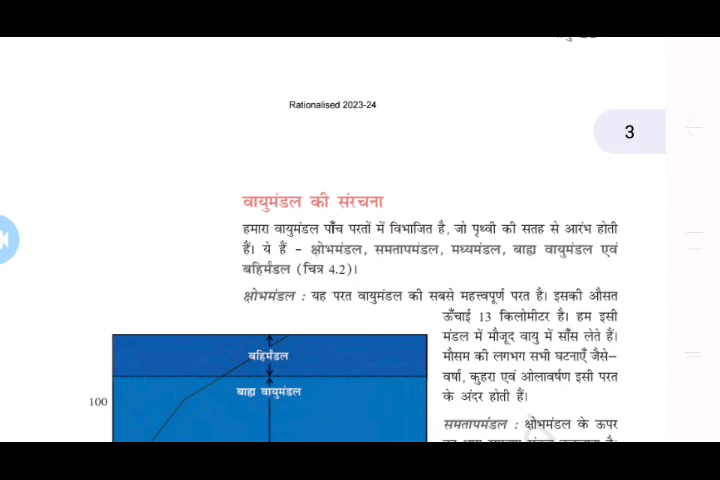 Rationalised 2023-24
3
वायुमंडल की संरचना
हमारा वायुमंडल पाँच परतों में विभाजित है, जो पृथ्वी की सतह से आरंभ होती
हैं। ये हैं – क्षोभमंडल, समतापमंडल, मध्यमंडल, बाह्य वायुमंडल एवं
बहिर्मंडल (चित्र 4.2)।
क्षोभमंडल : यह परत वायुमंडल की सबसे महत्त्वपूर्ण परत है। इसकी औसत
ऊँचाई 13 किलोमीटर है। हम इसी
मंडल में मौजूद वायु में साँस लेते हैं।
मौसम की लगभग सभी घटनाएँ जैसे–
वर्षा, कुहरा एवं ओलावर्षण इसी परत
के अंदर होती हैं।
समतापमंडल : क्षोभमंडल के ऊपर
बहिर्मंडल
बाह्य वायुमंडल
100